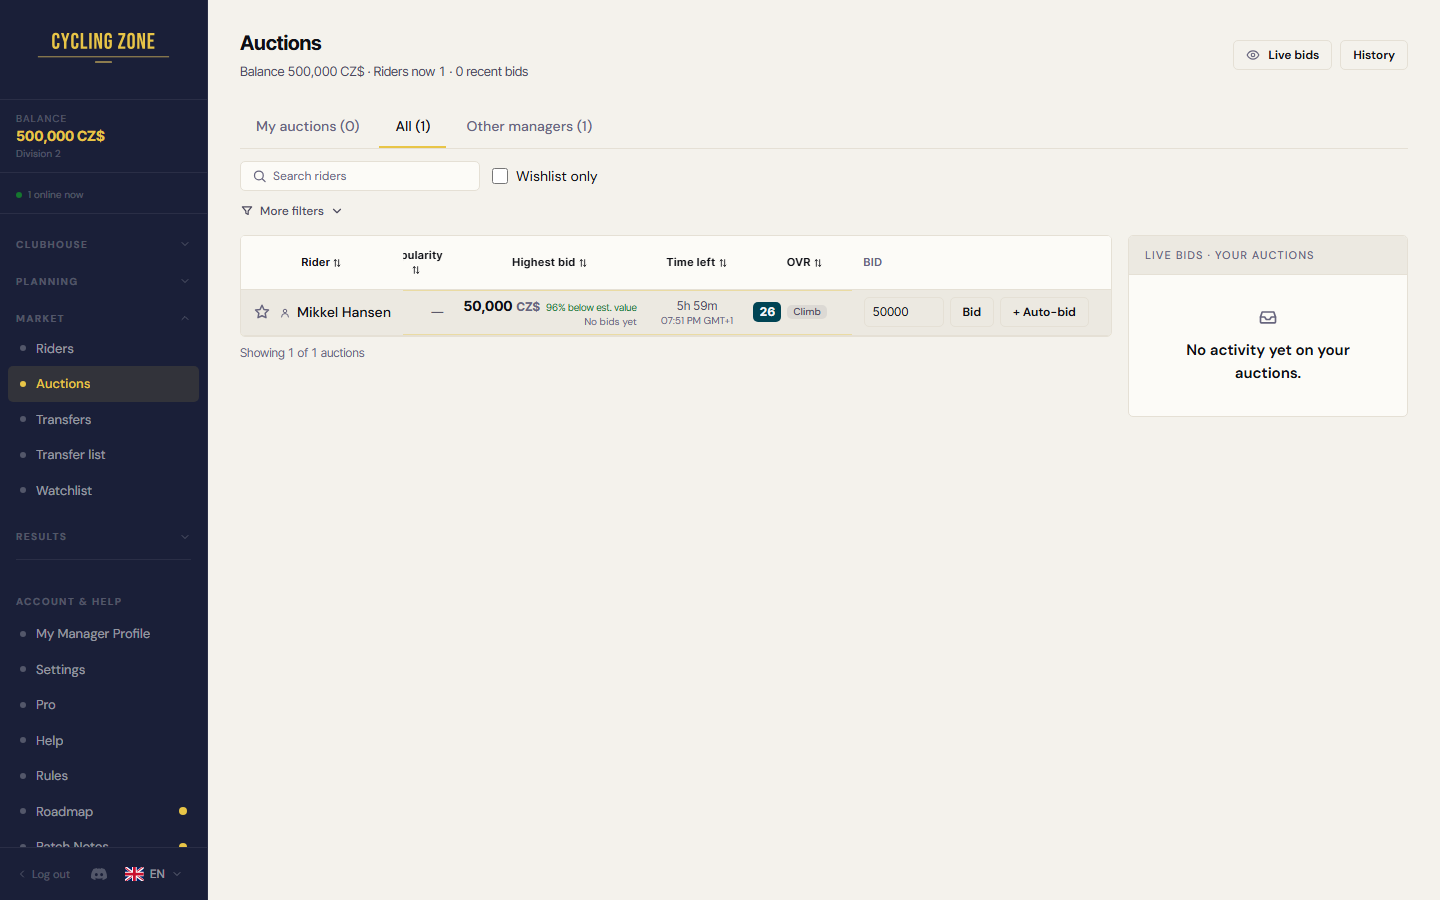 CYCLING ZONE
BALANCE
500,000 CZ$
Division 2
1 online now
CLUBHOUSE
PLANNING
MARKET
Riders
Auctions
Transfers
Transfer list
Watchlist
RESULTS
ACCOUNT & HELP
My Manager Profile
Settings
Pro
Help
Rules
Roadmap
Patch Notes
Log out
EN
Auctions
Balance 500,000 CZ$ · Riders now 1 · 0 recent bids
Live bids
History
My auctions (0)
All (1)
Other managers (1)
Search riders
Wishlist only
More filters
Rider
pularity
Highest bid
Time left
OVR
BID
Mikkel Hansen
—
50,000 CZ$ 96% below est. value
No bids yet
5h 59m
07:51 PM GMT+1
26
Climb
50000
Bid
+ Auto-bid
Showing 1 of 1 auctions
LIVE BIDS · YOUR AUCTIONS
No activity yet on your
auctions.